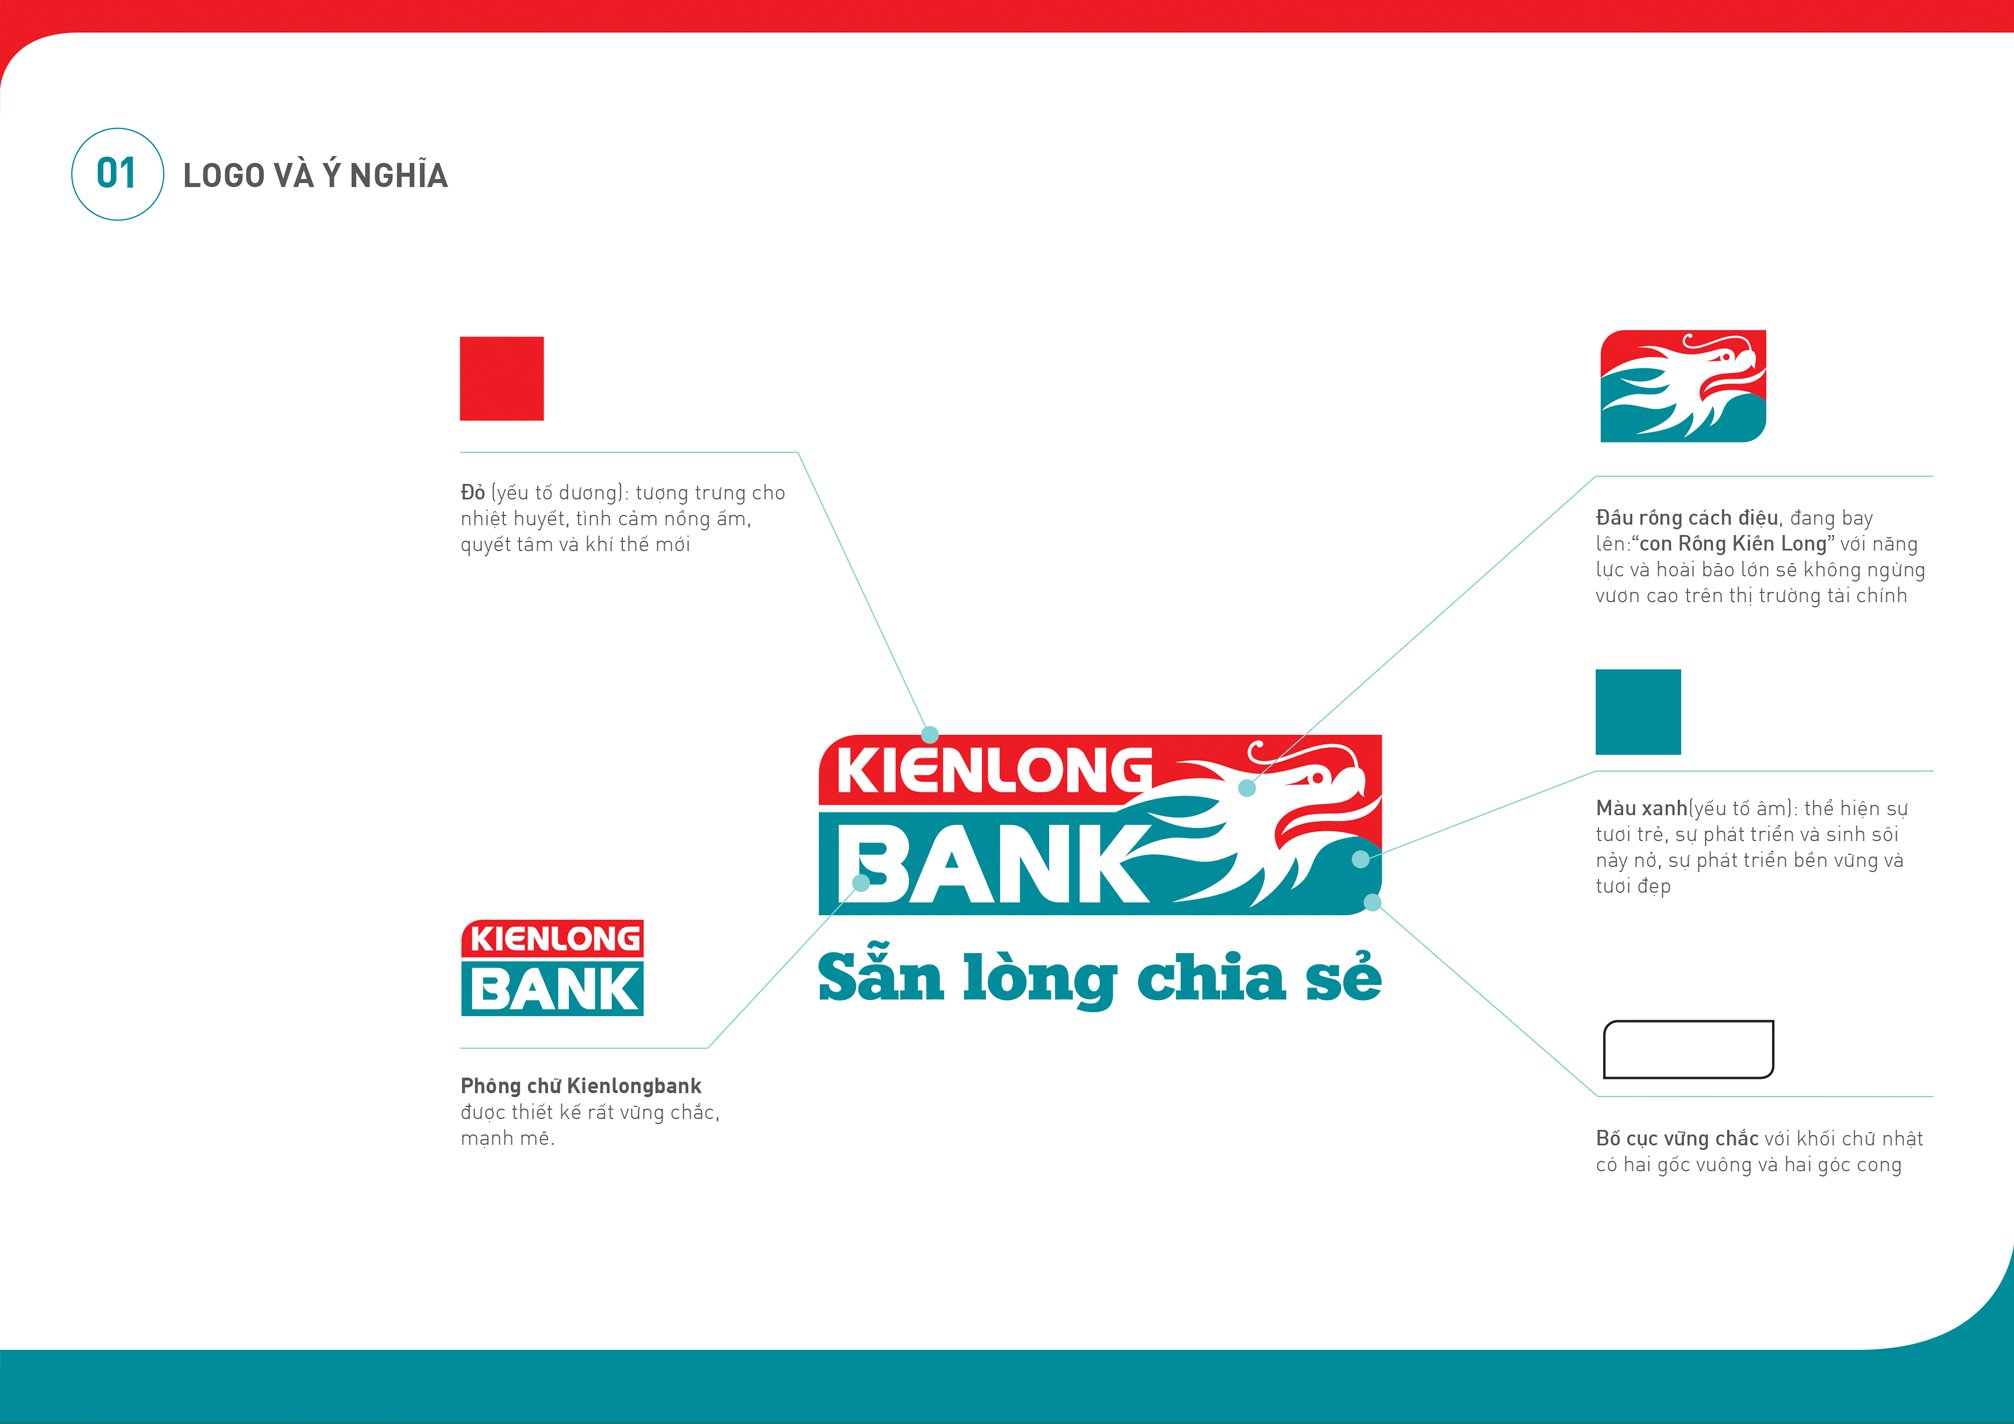 01
LOGO VÀ Ý NGHĨA
Đỏ (yếu tố dương): tượng trưng cho
nhiệt huyết, tình cảm nồng ấm,
quyết tâm và khí thế mới
Đầu rồng cách điệu, đang bay
lên:“con Rồng Kiên Long” với năng
lực và hoài bão lớn sẽ không ngừng
vươn cao trên thị trường tài chính
KIENLONG
BANK
Sẵn lòng chia sẻ
Màu xanh(yếu tố âm): thể hiện sự
tươi trẻ, sự phát triển và sinh sôi
nảy nở, sự phát triển bền vững và
tươi đẹp
KIENLONG
BANK
Phông chữ Kienlongbank
được thiết kế rất vững chắc,
mạnh mẽ.
Bố cục vững chắc với khối chữ nhật
có hai gốc vuông và hai góc cong